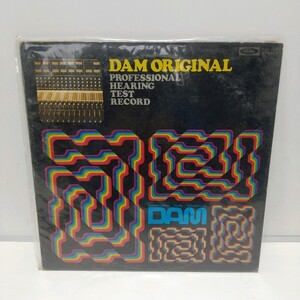 DAM ORIGINAL
PROFESSIONAL
HEARING
TEST
RECORD
DAM